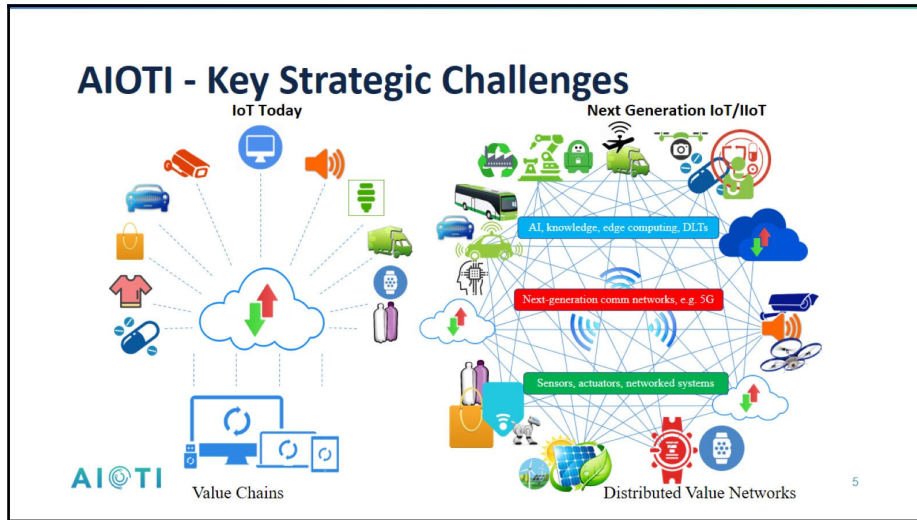 AIOTI - Key Strategic Challenges
IoT Today
Next Generation IoT/IIoT
AI, knowledge, edge computing, DLTs
Next-generation comm networks, e.g. 5G
Sensors, actuators, networked systems
AIOTI
Value Chains
Distributed Value Networks
5